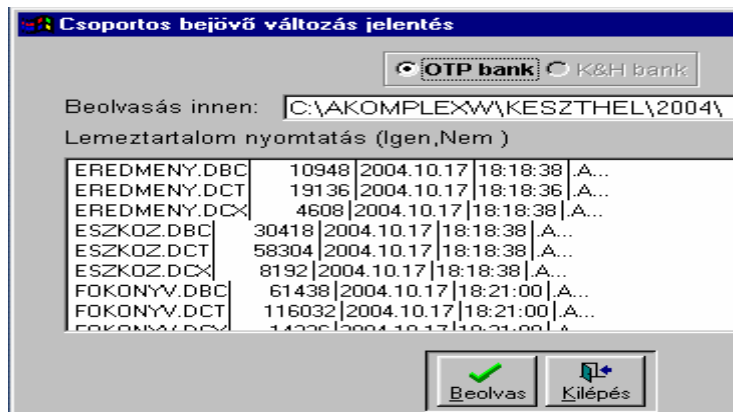 Csoportos bejövő változás jelentés
OTP bank K&H bank
Beolvasás innen: C:\AKOMPLEXW\KESZTHEL\2004\
Lemeztartalom nyomtatás (Igen,Nem )
EREDMENY.DBC| 10948|2004.10.17|18:18:38|.A...
EREDMENY.DCT| 19136|2004.10.17|18:18:36|.A...
EREDMENY.DCX| 4608|2004.10.17|18:18:38|.A...
ESZKOZ.DBC| 30418|2004.10.17|18:18:38|.A...
ESZKOZ.DCT| 58304|2004.10.17|18:18:38|.A...
ESZKOZ.DCX| 8192|2004.10.17|18:18:38|.A...
FOKONYV.DBC| 61438|2004.10.17|18:21:00|.A...
FOKONYV.DCT| 116032|2004.10.17|18:21:00|.A...
Beolvas Kilépés